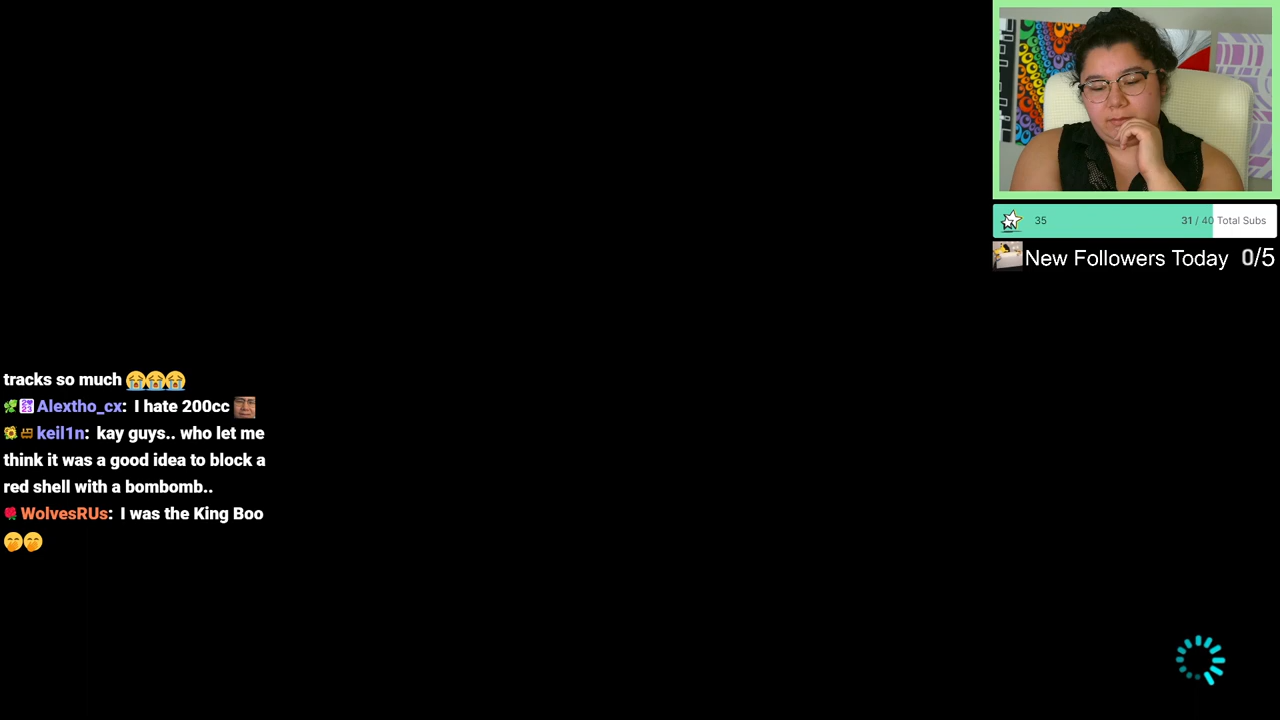 35 31 / 40 Total Subs
New Followers Today 0/5
tracks so much 😭😭😭
Alextho_cx: I hate 200cc
keil1n: kay guys.. who let me
think it was a good idea to block a
red shell with a bombomb..
WolvesRUs: I was the King Boo
🤭🤭